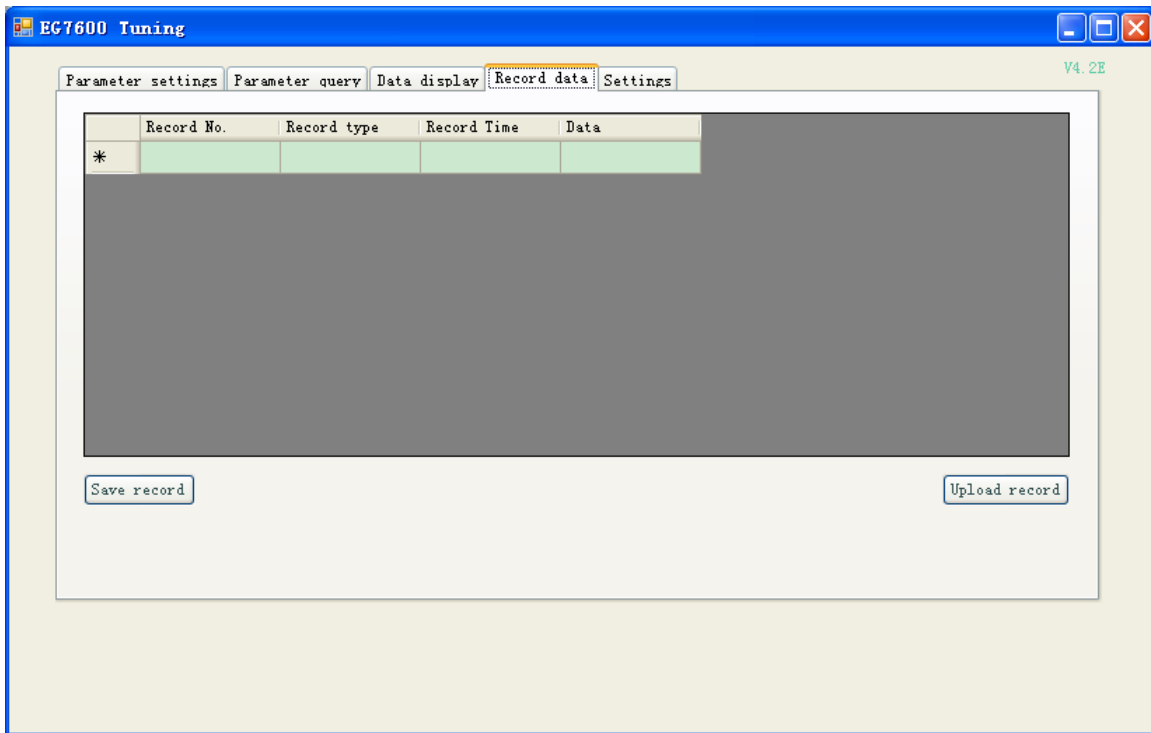 EG7600 Tuning
V4.2E
Parameter settings Parameter query Data display Record data Settings
Record No. Record type Record Time Data
*
Save record Upload record